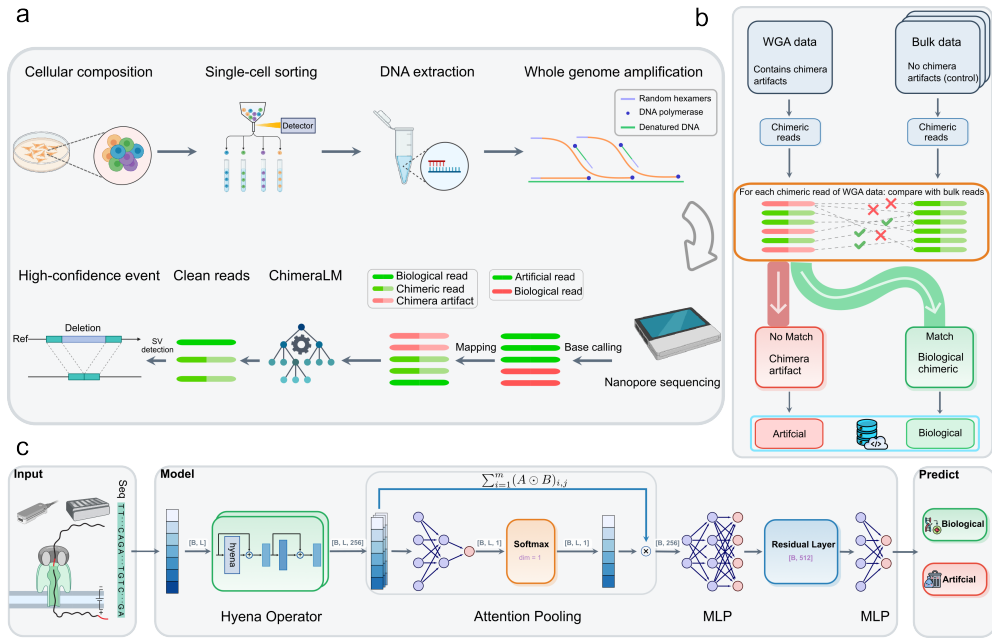 a
Cellular composition
Single-cell sorting
DNA extraction
Whole genome amplification
Detector
Random hexamers
DNA polymerase
Denatured DNA
High-confidence event
Clean reads
ChimeraLM
Biological read
Chimeric read
Chimera artifact
Artificial read
Biological read
Ref
Deletion
SV
detection
Mapping
Base calling
Nanopore sequencing
b
WGA data
Contains chimera
artifacts
Bulk data
No chimera
artifacts (control)
Chimeric
reads
Chimeric
reads
For each chimeric read of WGA data: compare with bulk reads
No Match
Chimera
artifact
Match
Biological
chimeric
Artifcial
Biological
c
Input
Seq
TT···CAGA···TGTC···GA
Model
[B, L]
hyena
Hyena Operator
[B, L, 256]
∑ᵢ₌₁ᵐ(A ⊙ B)ᵢ,ⱼ
[B, L, 1]
Softmax
dim = 1
[B, L, 1]
Attention Pooling
[B, 256]
MLP
Residual Layer
[B, 512]
MLP
Predict
Biological
Artifcial